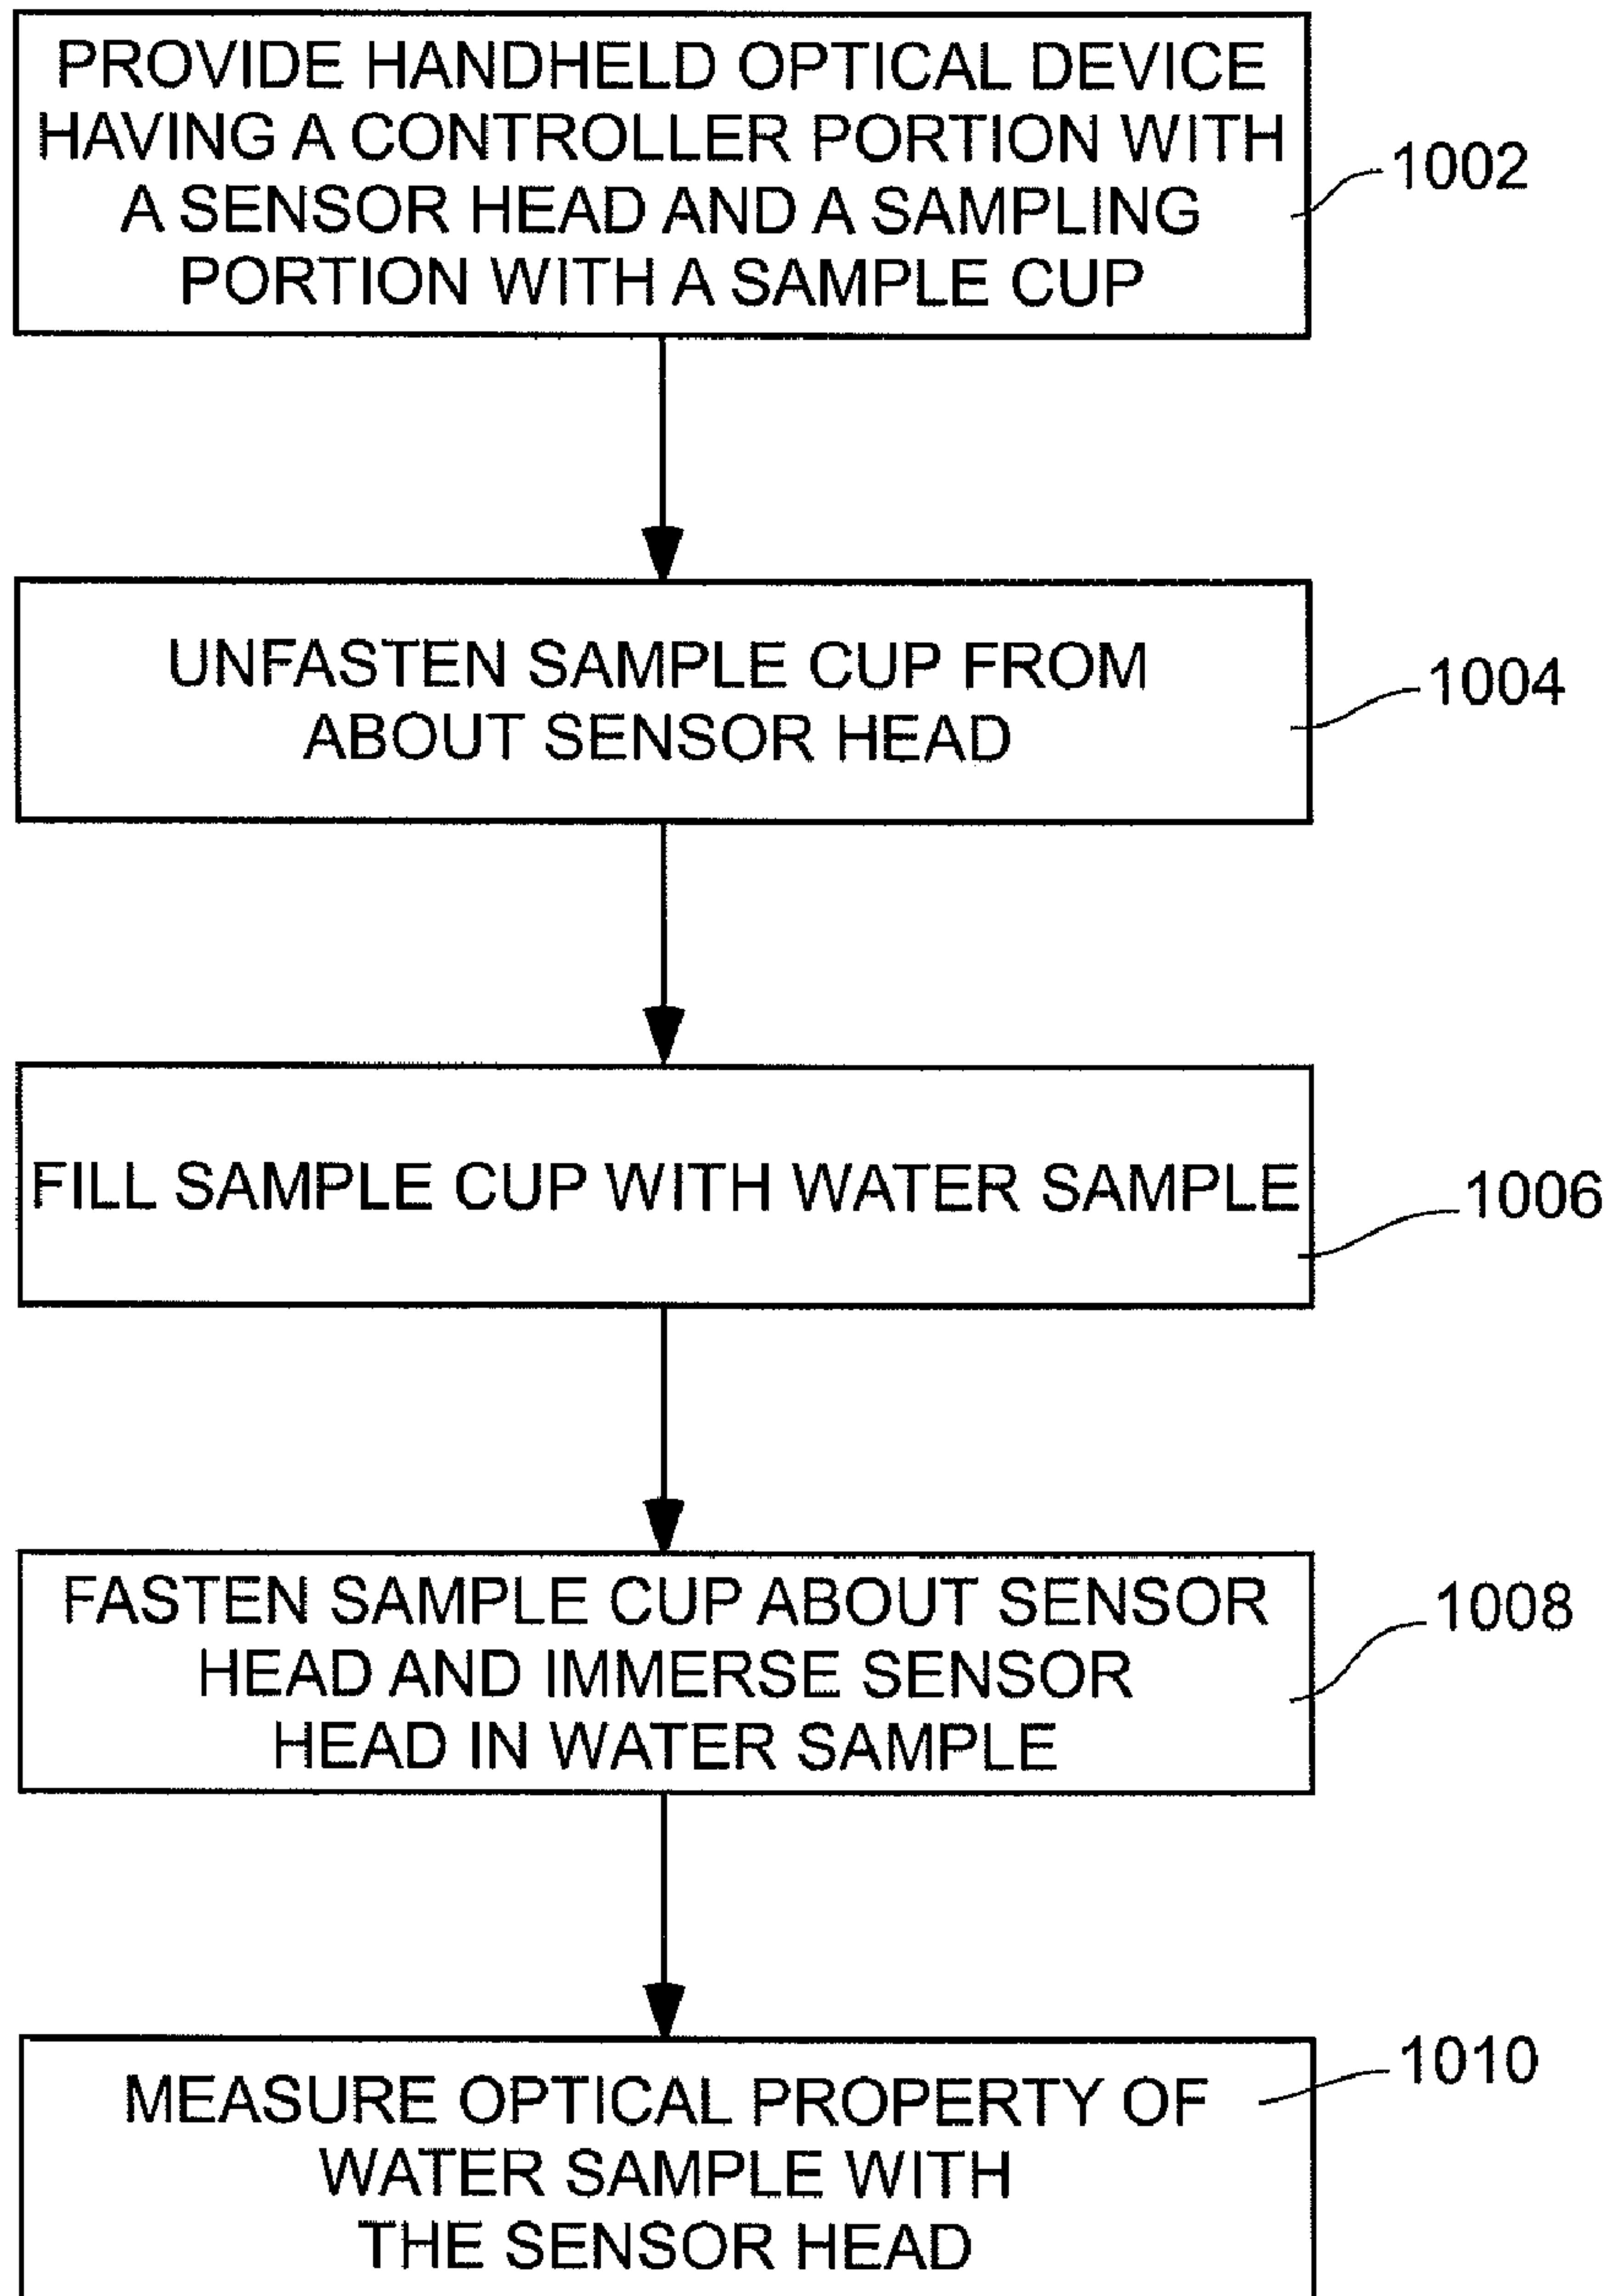 PROVIDE HANDHELD OPTICAL DEVICE
HAVING A CONTROLLER PORTION WITH
A SENSOR HEAD AND A SAMPLING
PORTION WITH A SAMPLE CUP
1002
UNFASTEN SAMPLE CUP FROM
ABOUT SENSOR HEAD
1004
FILL SAMPLE CUP WITH WATER SAMPLE
1006
FASTEN SAMPLE CUP ABOUT SENSOR
HEAD AND IMMERSE SENSOR
HEAD IN WATER SAMPLE
1008
MEASURE OPTICAL PROPERTY OF
WATER SAMPLE WITH
THE SENSOR HEAD
1010